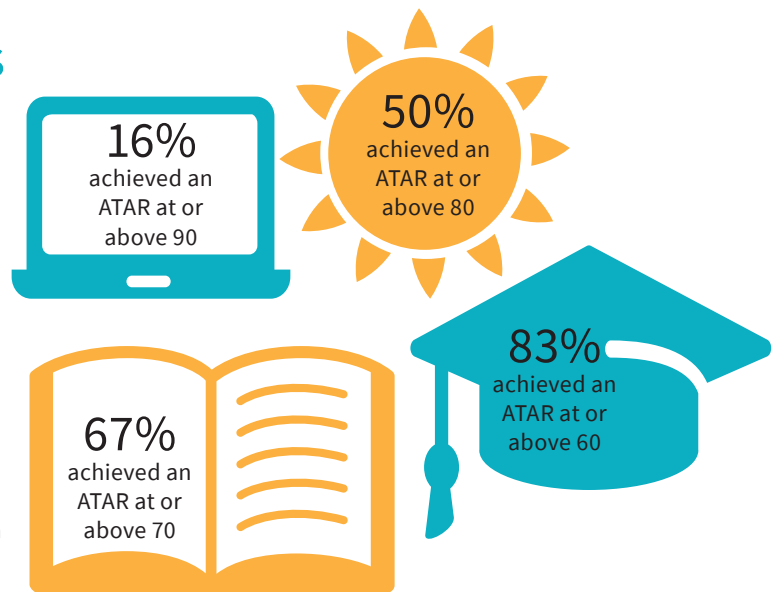 16%
achieved an
ATAR at or
above 90
50%
achieved an
ATAR at or
above 80
67%
achieved an
ATAR at or
above 70
83%
achieved an
ATAR at or
above 60